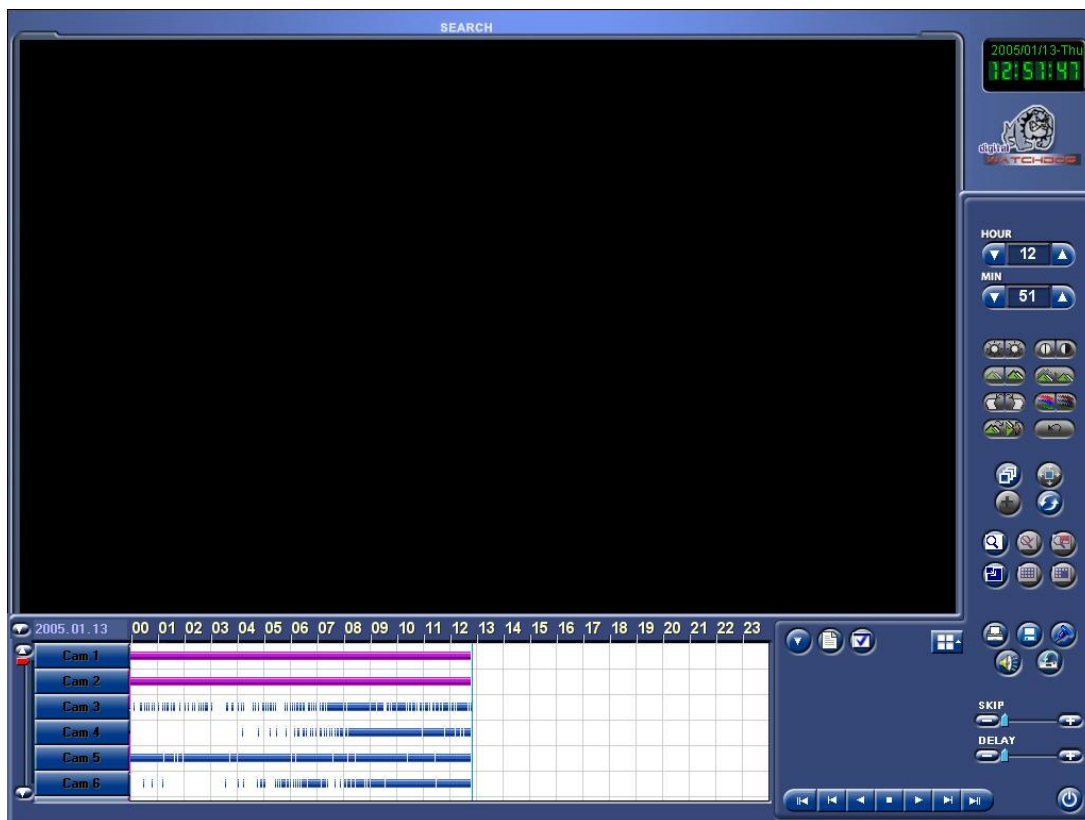 SEARCH
2005/01/13-Thu
12:51:47
digital
WATCHDOG
HOUR
12
MIN
51
2005.01.13 00 01 02 03 04 05 06 07 08 09 10 11 12 13 14 15 16 17 18 19 20 21 22 23
Cam 1
Cam 2
Cam 3
Cam 4
Cam 5
Cam 6
SKIP
DELAY